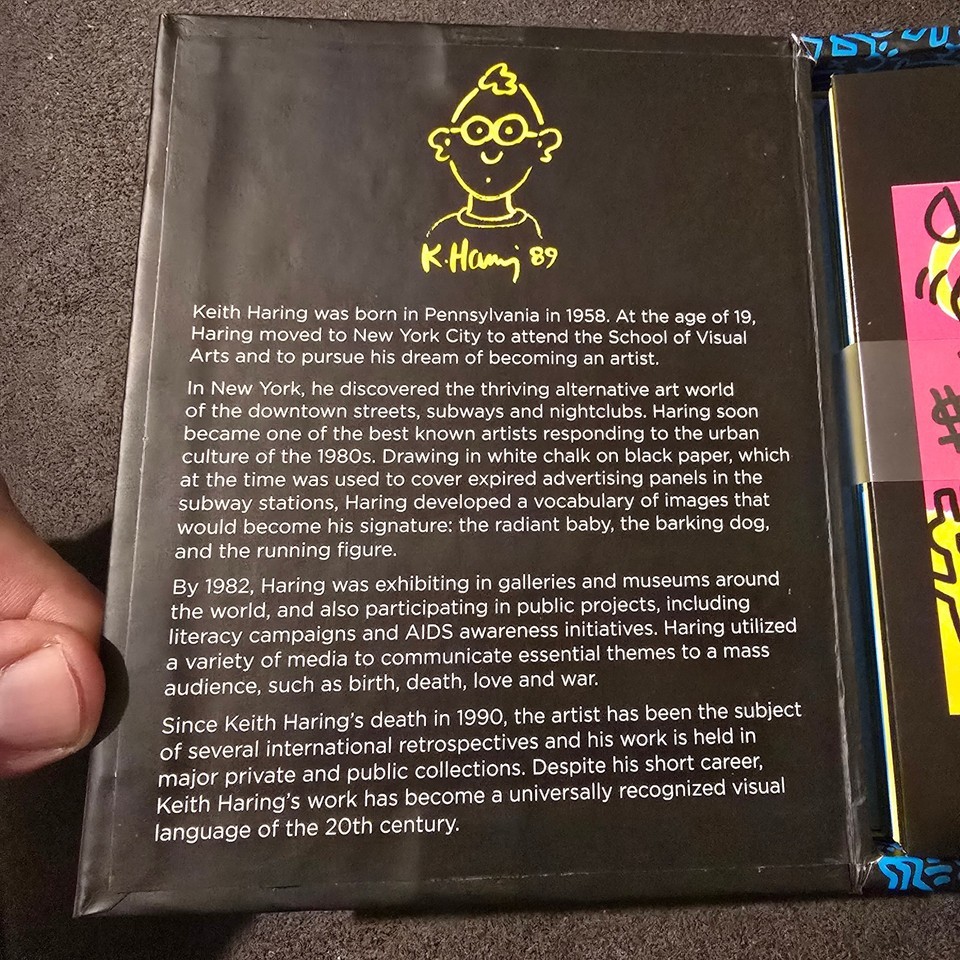 K. Haring 89
Keith Haring was born in Pennsylvania in 1958. At the age of 19,
Haring moved to New York City to attend the School of Visual
Arts and to pursue his dream of becoming an artist.
In New York, he discovered the thriving alternative art world
of the downtown streets, subways and nightclubs. Haring soon
became one of the best known artists responding to the urban
culture of the 1980s. Drawing in white chalk on black paper, which
at the time was used to cover expired advertising panels in the
subway stations, Haring developed a vocabulary of images that
would become his signature: the radiant baby, the barking dog,
and the running figure.
By 1982, Haring was exhibiting in galleries and museums around
the world, and also participating in public projects, including
literacy campaigns and AIDS awareness initiatives. Haring utilized
a variety of media to communicate essential themes to a mass
audience, such as birth, death, love and war.
Since Keith Haring's death in 1990, the artist has been the subject
of several international retrospectives and his work is held in
major private and public collections. Despite his short career,
Keith Haring's work has become a universally recognized visual
language of the 20th century.
$